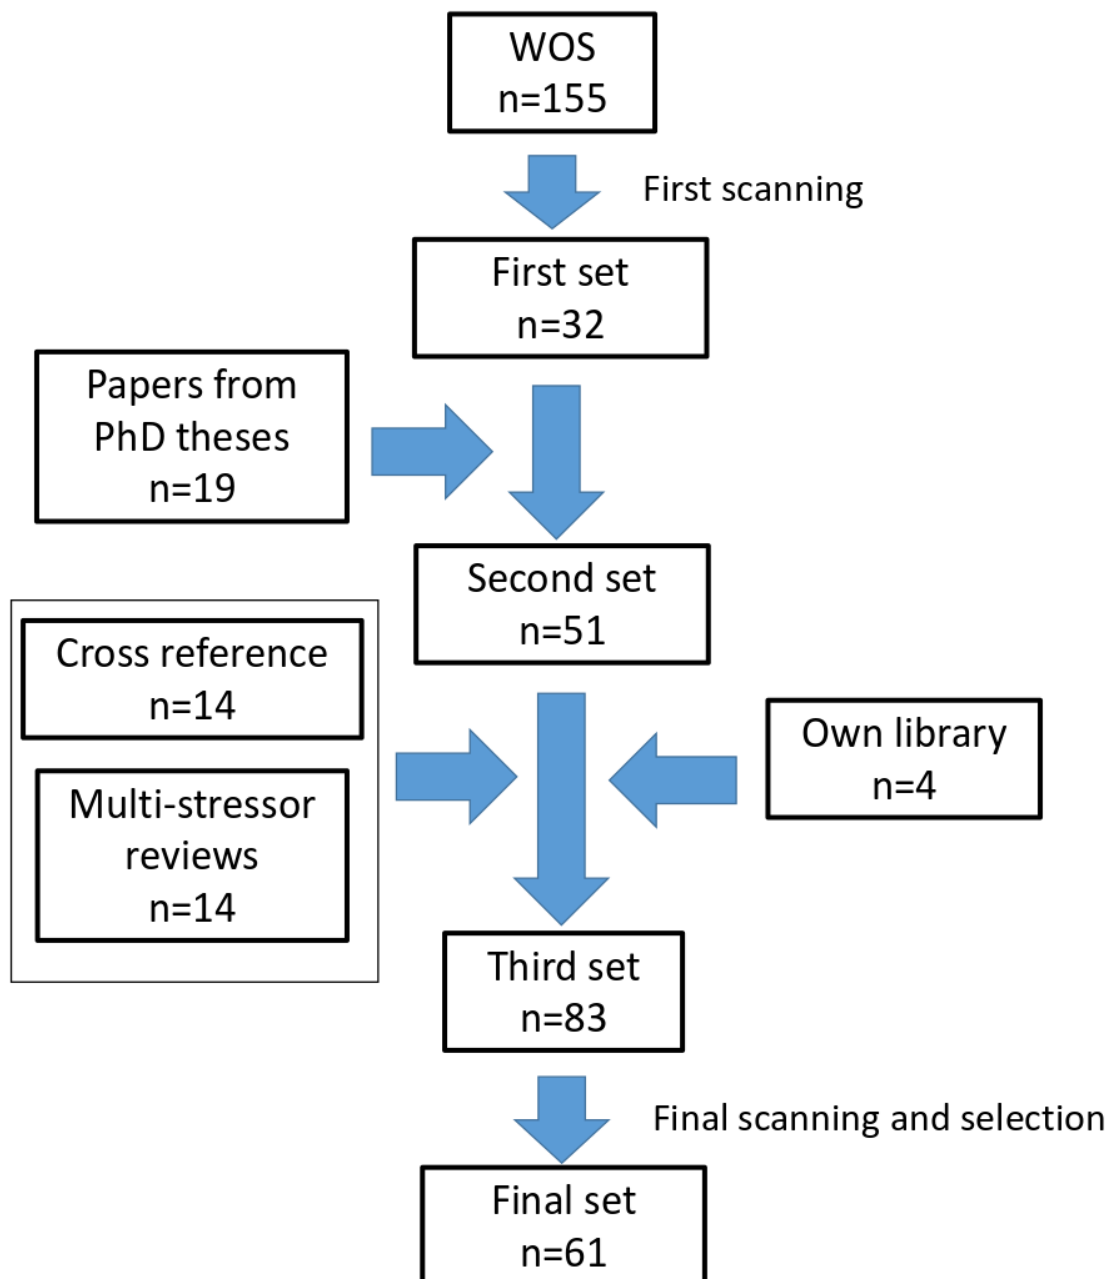 WOS
n=155
First scanning
First set
n=32
Papers from
PhD theses
n=19
Second set
n=51
Cross reference
n=14
Multi-stressor
reviews
n=14
Own library
n=4
Third set
n=83
Final scanning and selection
Final set
n=61